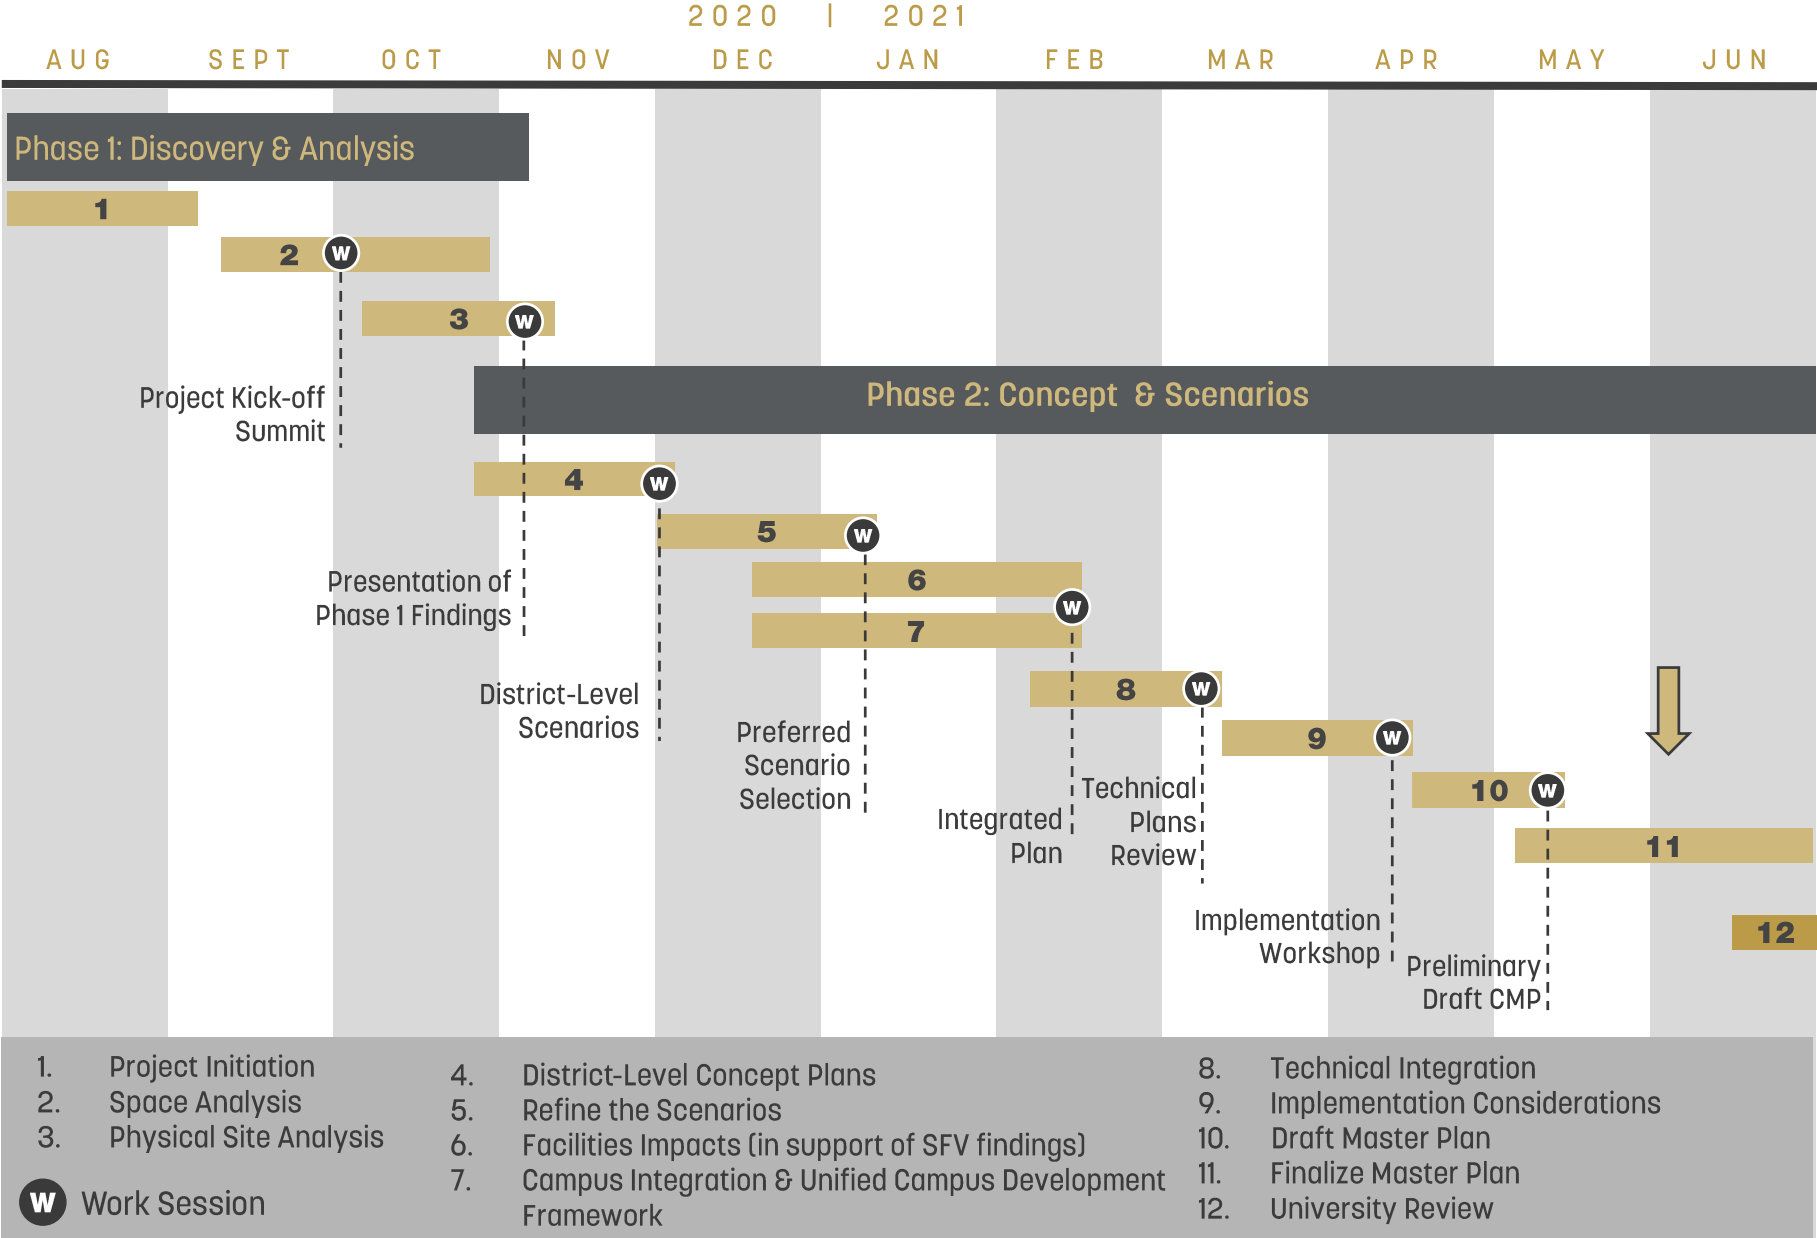 2020 | 2021
AUG SEPT OCT NOV DEC JAN FEB MAR APR MAY JUN
Phase 1: Discovery & Analysis
1
2 W
3 W
Phase 2: Concept & Scenarios
Project Kick-off
Summit
4 W
5 W
6
Presentation of
Phase 1 Findings
W
7
8 W
District-Level
Scenarios
9 W
Preferred
Scenario
Selection
10 W
Technical
Plans
Review
Integrated
Plan
11
Implementation
Workshop
12
Preliminary
Draft CMP
1. Project Initiation
2. Space Analysis
3. Physical Site Analysis
W Work Session
4. District-Level Concept Plans
5. Refine the Scenarios
6. Facilities Impacts (in support of SFV findings)
7. Campus Integration & Unified Campus Development
Framework
8. Technical Integration
9. Implementation Considerations
10. Draft Master Plan
11. Finalize Master Plan
12. University Review